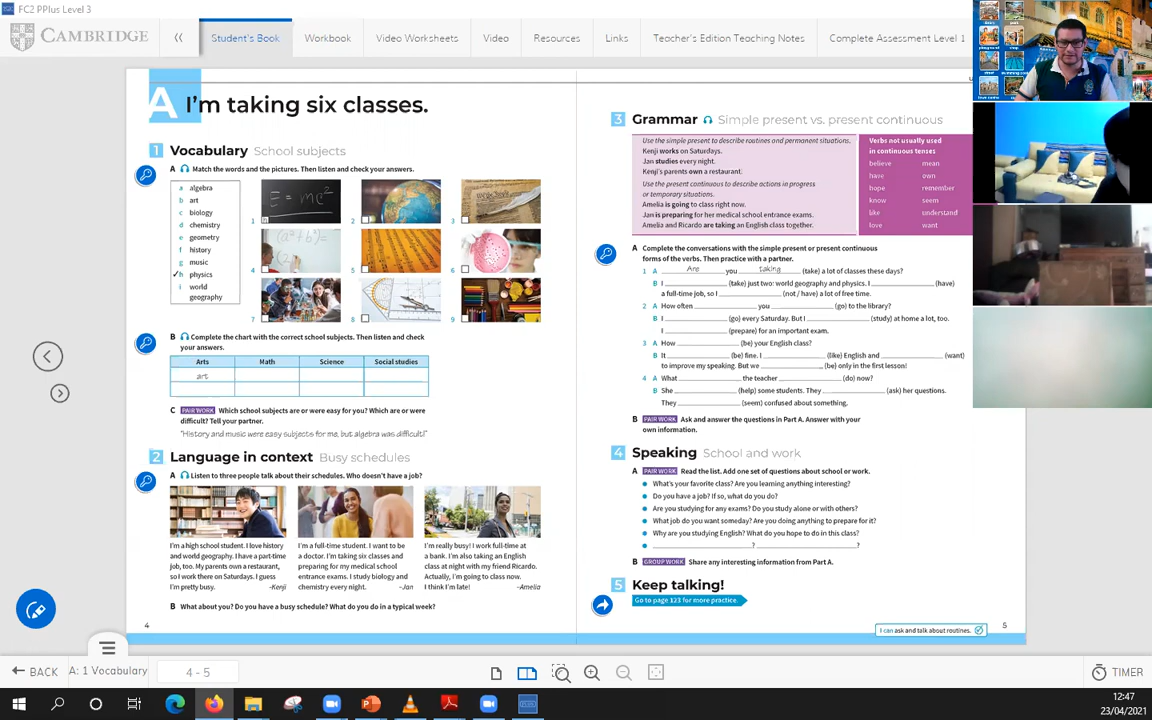 FC2 PPlus Level 3
CAMBRIDGE
Student's Book
Workbook
Video Worksheets
Video
Resources
Links
Teacher's Edition Teaching Notes
Complete Assessment Level 1
A I'm taking six classes.
1 Vocabulary School subjects
A Match the words and the pictures. Then listen and check your answers.
a algebra
b art
c biology
d chemistry
e geometry
f history
g music
✓h physics
i world
geography
1
2
3
4
5
6
7
8
9
B Complete the chart with the correct school subjects. Then listen and check
your answers.
Arts Math Science Social studies
art
C PAIR WORK Which school subjects are or were easy for you? Which are or were
difficult? Tell your partner.
"History and music were easy subjects for me, but algebra was difficult!"
2 Language in context Busy schedules
A Listen to three people talk about their schedules. Who doesn't have a job?
I'm a high school student. I love history
and world geography. I have a part-time
job, too. My parents own a restaurant,
so I work there on Saturdays. I guess
I'm pretty busy. –Kenji
I'm a full-time student. I want to be
a doctor. I'm taking six classes and
preparing for my medical school
entrance exams. I study biology and
chemistry every night. –Jan
I'm really busy! I work full-time at
a bank. I'm also taking an English
class at night with my friend Ricardo.
Actually, I'm going to class now.
I think I'm late! –Amelia
B What about you? Do you have a busy schedule? What do you do in a typical week?
4
3 Grammar Simple present vs. present continuous
Use the simple present to describe routines and permanent situations.
Kenji works on Saturdays.
Jan studies every night.
Kenji's parents own a restaurant.
Use the present continuous to describe actions in progress
or temporary situations.
Amelia is going to class right now.
Jan is preparing for her medical school entrance exams.
Amelia and Ricardo are taking an English class together.
Verbs not usually used
in continuous tenses
believe mean
have own
hope remember
know seem
like understand
love want
A Complete the conversations with the simple present or present continuous
forms of the verbs. Then practice with a partner.
1 A Are you taking (take) a lot of classes these days?
B I (take) just two: world geography and physics. I (have)
a full-time job, so I (not / have) a lot of free time.
2 A How often you (go) to the library?
B I (go) every Saturday. But I (study) at home a lot, too.
I (prepare) for an important exam.
3 A How (be) your English class?
B It (be) fine. I (like) English and (want)
to improve my speaking. But we (be) only in the first lesson!
4 A What the teacher (do) now?
B She (help) some students. They (ask) her questions.
They (seem) confused about something.
B PAIR WORK Ask and answer the questions in Part A. Answer with your
own information.
4 Speaking School and work
A PAIR WORK Read the list. Add one set of questions about school or work.
What's your favorite class? Are you learning anything interesting?
Do you have a job? If so, what do you do?
Are you studying for any exams? Do you study alone or with others?
What job do you want someday? Are you doing anything to prepare for it?
Why are you studying English? What do you hope to do in this class?
? ?
B GROUP WORK Share any interesting information from Part A.
5 Keep talking!
Go to page 123 for more practice.
I can ask and talk about routines.
5
BACK
A: 1 Vocabulary
4 - 5
TIMER
12:47
23/04/2021